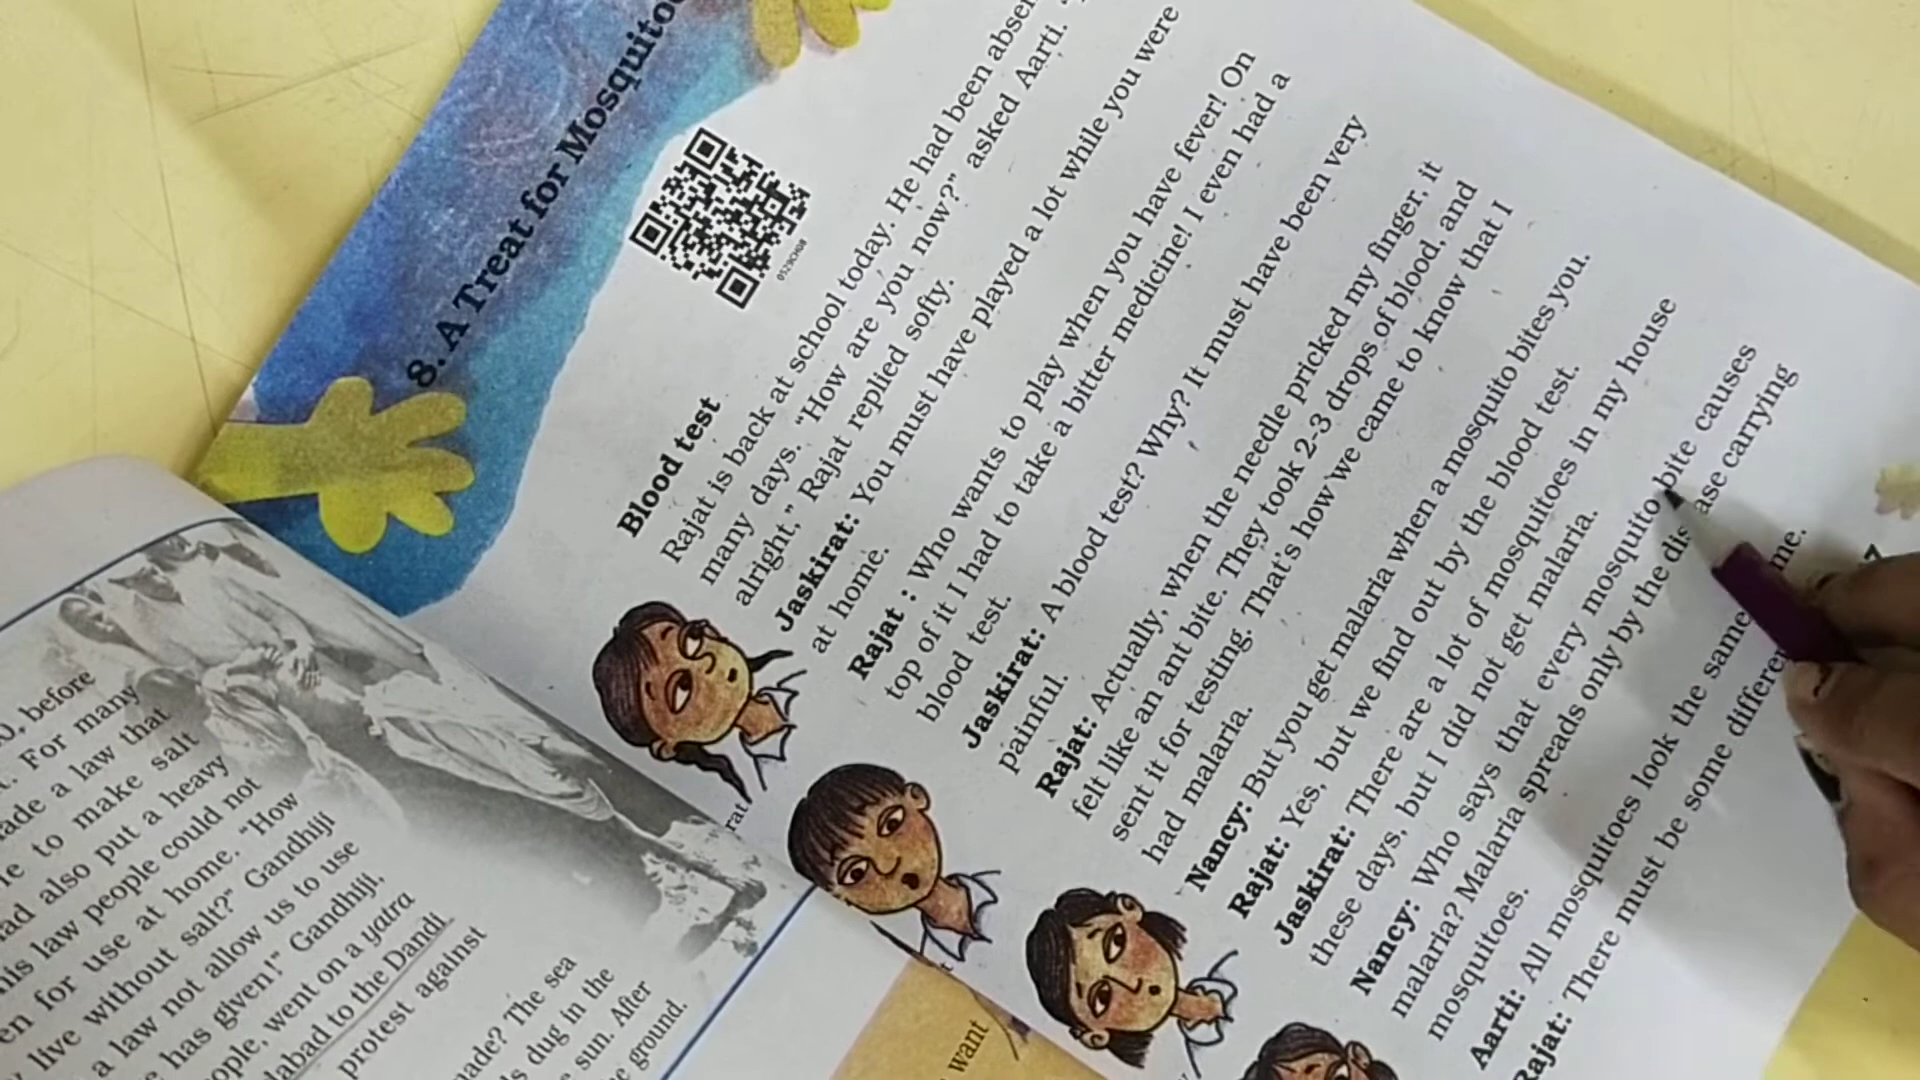 8. A Treat for Mosquitoe
0529CH08
Blood test
Rajat is back at school today. He had been absen
many days. "How are you now?" asked Aarti.
alright," Rajat replied softly.
Jaskirat: You must have played a lot while you were
at home.
Rajat : Who wants to play when you have fever! On
top of it I had to take a bitter medicine! I even had a
blood test.
Jaskirat: A blood test? Why? It must have been very
painful.
Rajat: Actually, when the needle pricked my finger, it
felt like an ant bite. They took 2-3 drops of blood, and
sent it for testing. That's how we came to know that I
had malaria.
Nancy: But you get malaria when a mosquito bites you.
Rajat: Yes, but we find out by the blood test.
Jaskirat: There are a lot of mosquitoes in my house
these days, but I did not get malaria.
Nancy: Who says that every mosquito bite causes
malaria? Malaria spreads only by the dis ase carrying
mosquitoes.
Aarti: All mosquitoes look the same me.
Rajat: There must be some differe
0, before
t. For many
ade a law that
re to make salt
had also put a heavy
his law people could not
en for use at home. "How
live without salt?" Gandhiji
a law not allow us to use
e has given!" Gandhiji,
ople, went on a yatra
dabad to the Dandi
protest against
made? The sea
ls dug in the
e sun. After
e ground.
want